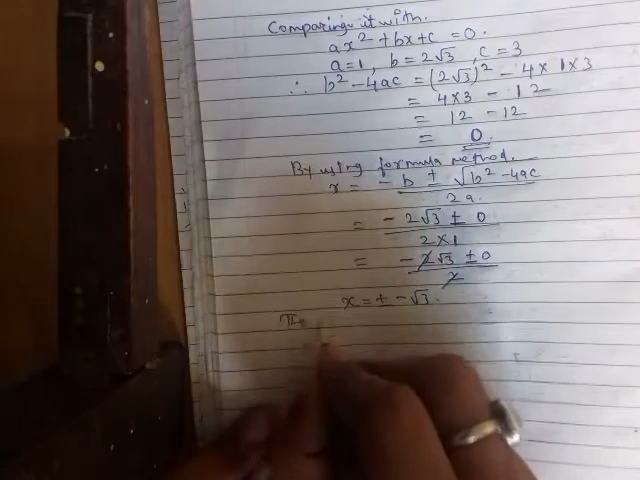 Comparing it with.
ax² + bx + c = 0.
a=1, b = 2√3, c = 3
∴ b² - 4ac = (2√3)² - 4 × 1 × 3
= 4×3 - 12
= 12 - 12
= 0.
By using formula method.
x = -b ± √b² - 4ac
2a.
= -2√3 ± 0
2×1
= -2√3 ± 0
2
x = ± -√3.